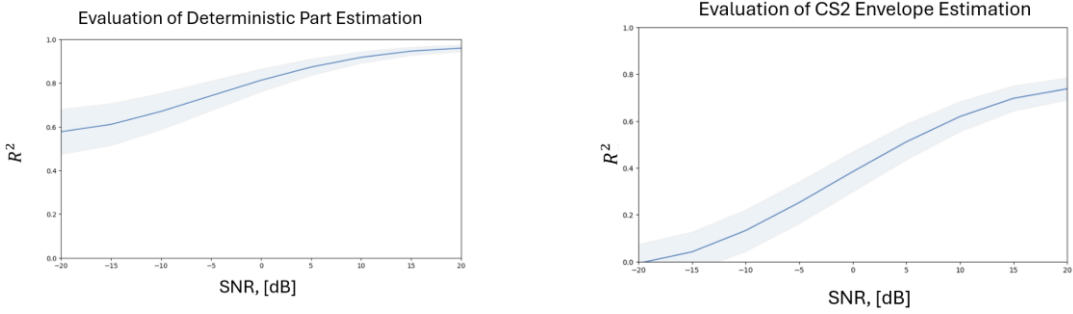 Evaluation of Deterministic Part Estimation
1.0
0.8
0.6
0.4
0.2
0.0
R²
−20 −15 −10 −5 0 5 10 15 20
SNR, [dB]
Evaluation of CS2 Envelope Estimation
1.0
0.8
0.6
0.4
0.2
0.0
R²
−20 −15 −10 −5 0 5 10 15 20
SNR, [dB]